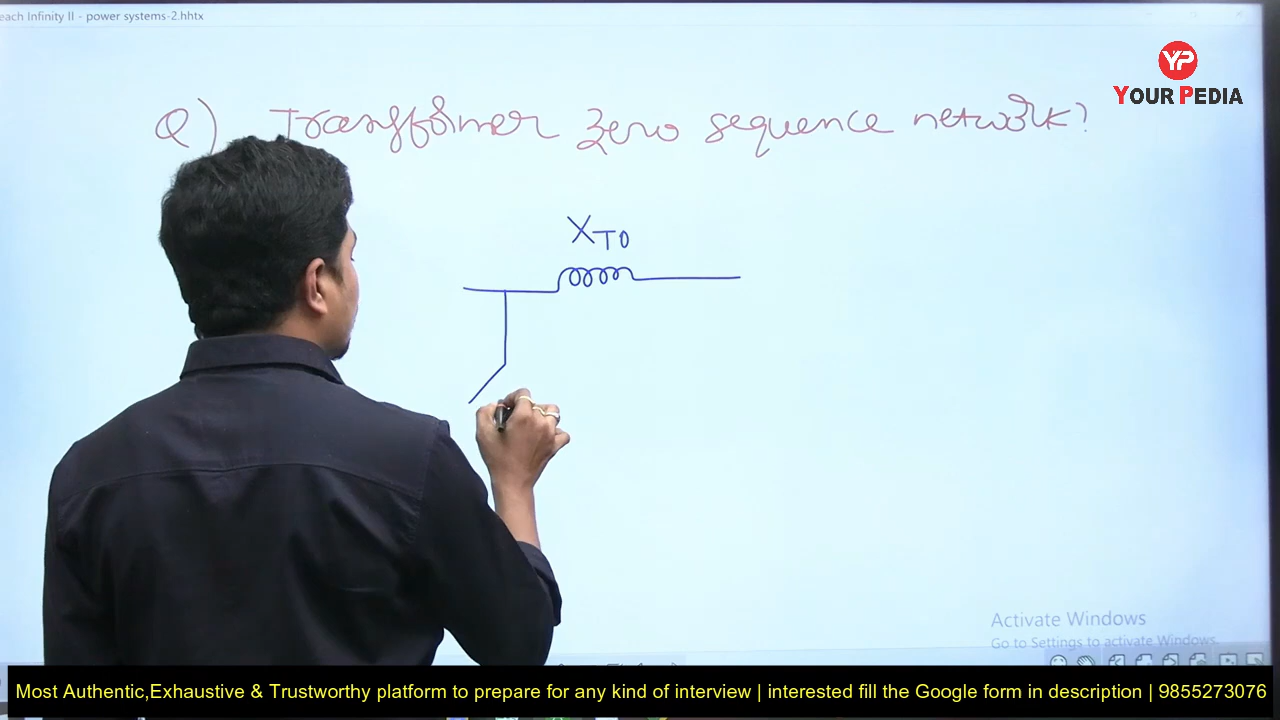 each Infinity II - power systems-2.hhtx
YP
YOUR PEDIA
Q) Transformer zero sequence network?
XT0
Activate Windows
Go to Settings to activate Windows.
Most Authentic,Exhaustive & Trustworthy platform to prepare for any kind of interview | interested fill the Google form in description | 9855273076